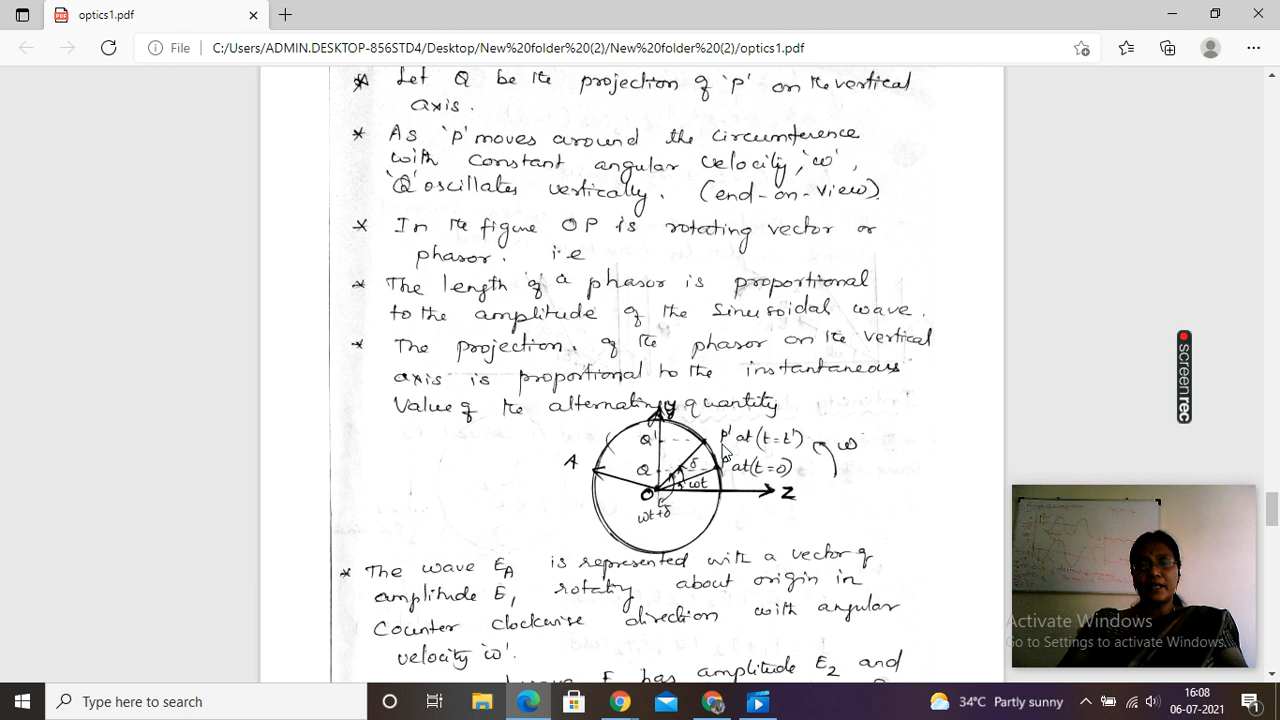 optics1.pdf
File
C:/Users/ADMIN.DESKTOP-856STD4/Desktop/New%20folder%20(2)/New%20folder%20(2)/optics1.pdf
* Let Q be the projection of 'P' on the vertical
axis.
* As 'P' moves around the circumference
with constant angular velocity, 'ω',
'Q' oscillates vertically. (end-on-view).
* In the figure OP is rotating vector or
phasor. i.e
* The length of a phasor is proportional
to the amplitude of the sinusoidal wave.
* The projection of the phasor on the vertical
axis is proportional to the instantaneous
Value of the alternating quantity
Y
Q' P' at (t=t') ω
A Q δ at (t=0)
ωt
O Z
ωt+δ
* The wave EA is represented with a vector of
amplitude E1 rotating about origin in
Counter clockwise direction with angular
velocity 'ω'.
has amplitude E2 and
screenrec
Activate Windows
Go to Settings to activate Windows.
Type here to search
34°C Partly sunny
16:08
06-07-2021
1